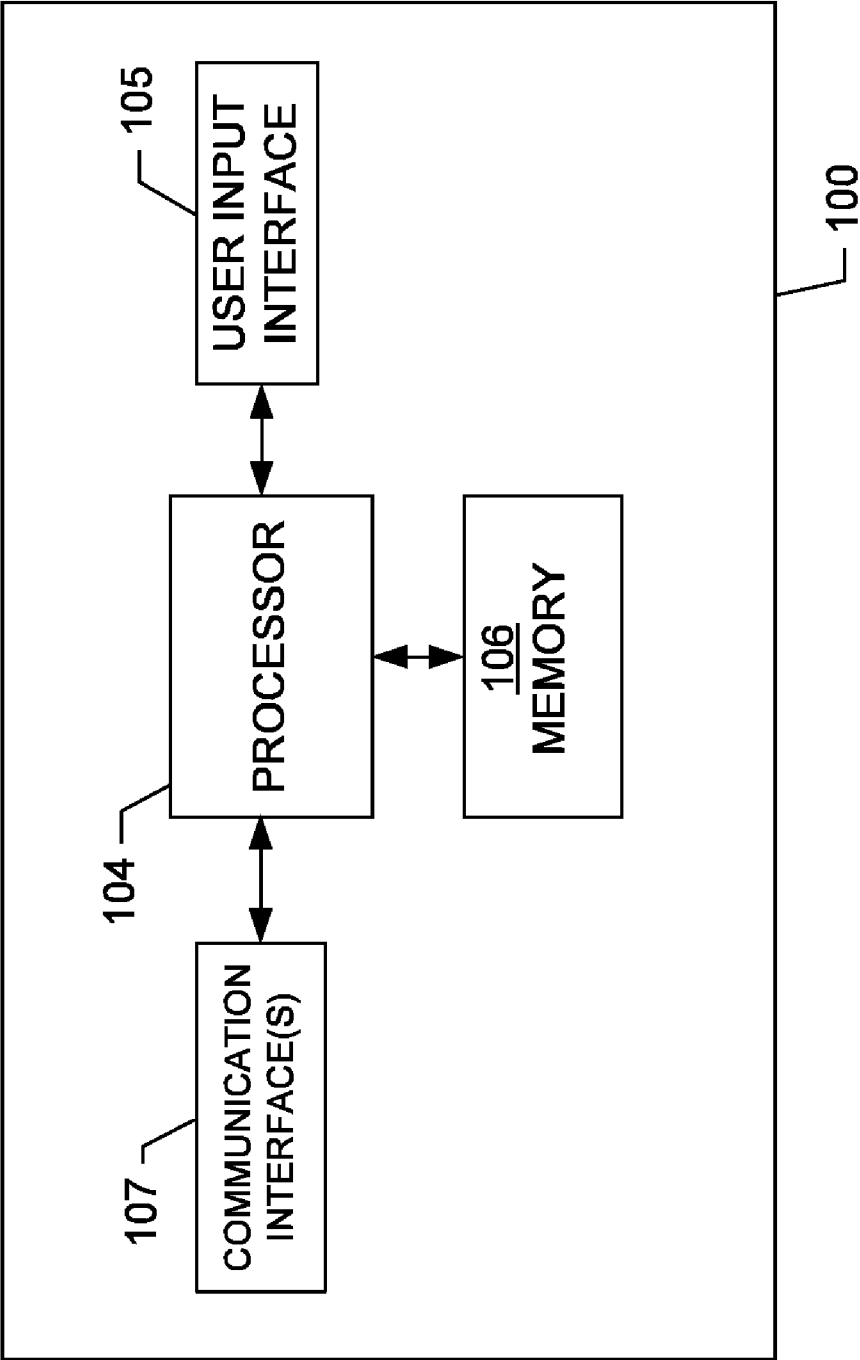 107
COMMUNICATION
INTERFACE(S)
104
PROCESSOR
105
USER INPUT
INTERFACE
106
MEMORY
100